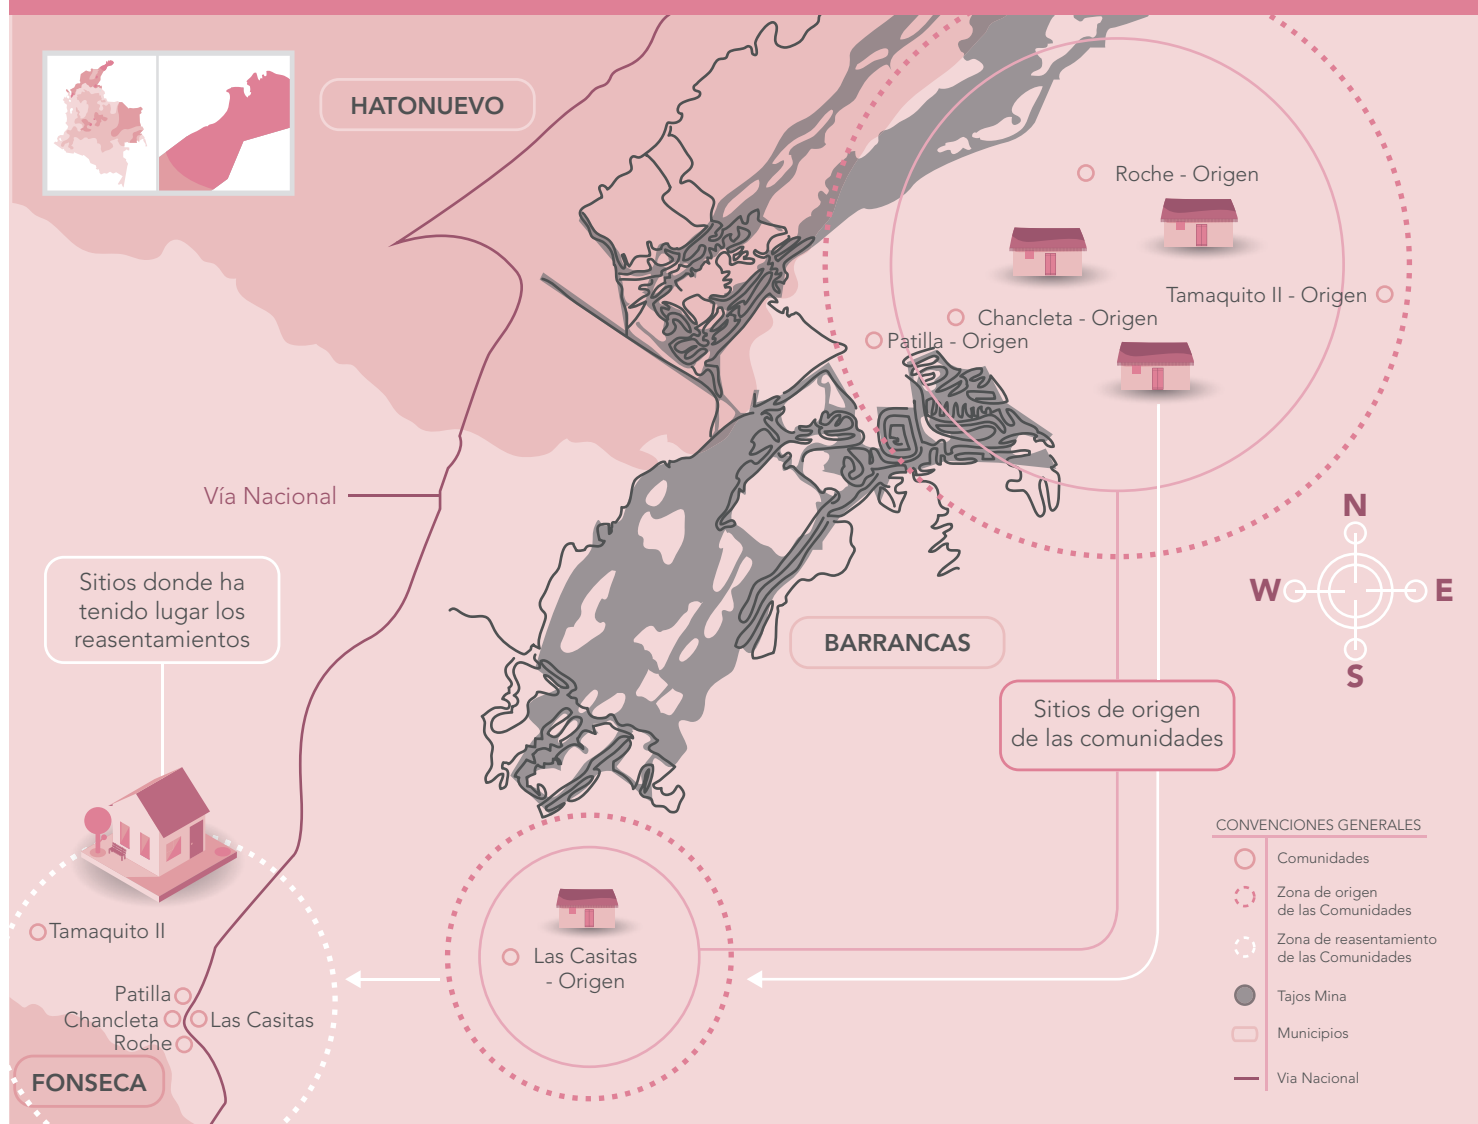 HATONUEVO
Roche - Origen
Tamaquito II - Origen
Chancleta - Origen
Patilla - Origen
Vía Nacional
N
W
E
S
Sitios donde ha
tenido lugar los
reasentamientos
BARRANCAS
Sitios de origen
de las comunidades
Tamaquito II
Patilla
Chancleta
Las Casitas
Roche
FONSECA
Las Casitas
- Origen
CONVENCIONES GENERALES
Comunidades
Zona de origen
de las Comunidades
Zona de reasentamiento
de las Comunidades
Tajos Mina
Municipios
Via Nacional